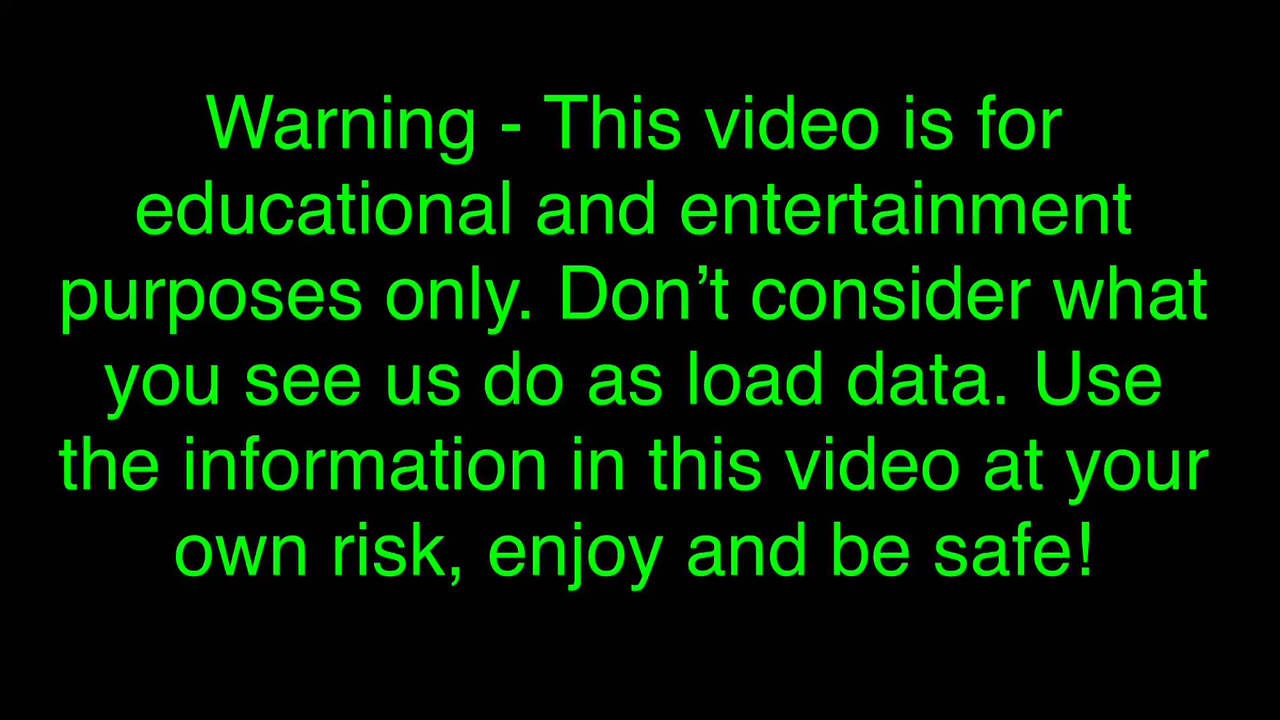 Warning - This video is for
educational and entertainment
purposes only. Don’t consider what
you see us do as load data. Use
the information in this video at your
own risk, enjoy and be safe!